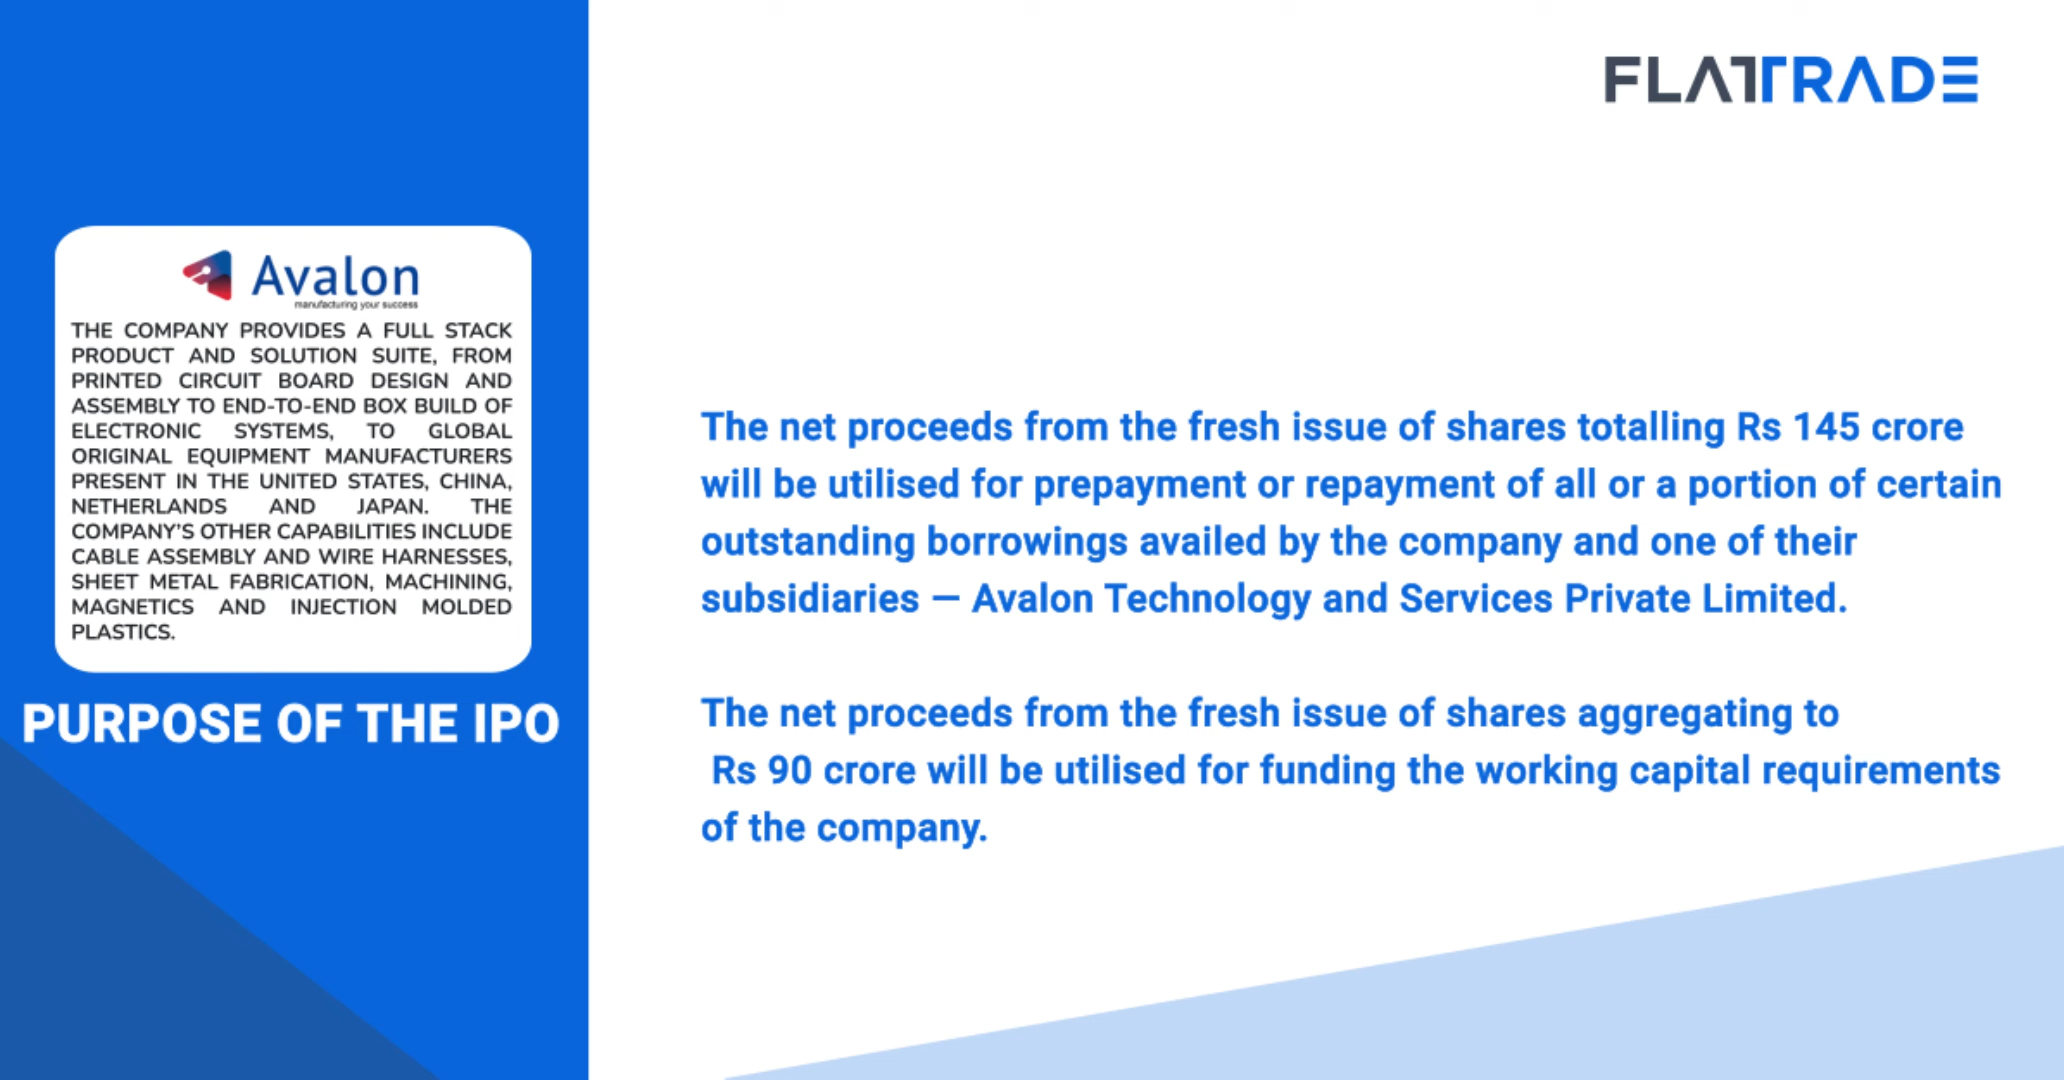 FLATTRADE
Avalon
manufacturing your success
THE COMPANY PROVIDES A FULL STACK
PRODUCT AND SOLUTION SUITE, FROM
PRINTED CIRCUIT BOARD DESIGN AND
ASSEMBLY TO END-TO-END BOX BUILD OF
ELECTRONIC SYSTEMS, TO GLOBAL
ORIGINAL EQUIPMENT MANUFACTURERS
PRESENT IN THE UNITED STATES, CHINA,
NETHERLANDS AND JAPAN. THE
COMPANY'S OTHER CAPABILITIES INCLUDE
CABLE ASSEMBLY AND WIRE HARNESSES,
SHEET METAL FABRICATION, MACHINING,
MAGNETICS AND INJECTION MOLDED
PLASTICS.
PURPOSE OF THE IPO
The net proceeds from the fresh issue of shares totalling Rs 145 crore
will be utilised for prepayment or repayment of all or a portion of certain
outstanding borrowings availed by the company and one of their
subsidiaries — Avalon Technology and Services Private Limited.
The net proceeds from the fresh issue of shares aggregating to
Rs 90 crore will be utilised for funding the working capital requirements
of the company.